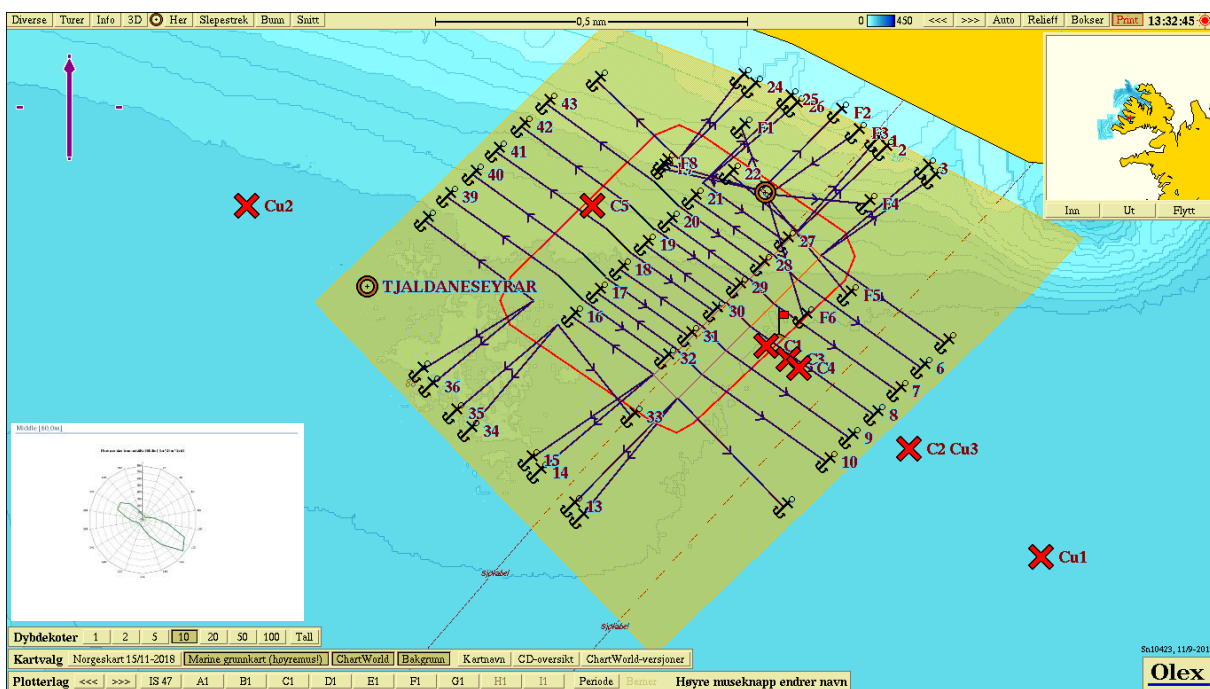 Diverse Turer Info 3D Her Slepestrek Bunn Snitt 0,5 nm 0 450 <<< >>> Auto Relieff Bokser Print 13:32:45
Inn Ut Flytt
43
42
41
40
39
24
25
26
F2
F1
F3
1
2
3
F8
22
21
F4
20
19
18
17
16
27
28
29
30
31
32
F5
F6
Cu2
C5
TJALDANESEYRAR
C1
C3
C4
36
35
34
33
15
14
13
6
7
8
9
10
C2 Cu3
Cu1
Sjökabel
Sjökabel
Middle [60.0m]
Dybdekoter 1 2 5 10 20 50 100 Tall
Kartvalg Norgeskart 15/11-2018 Marine grunnkart (høyremus!) ChartWorld Bakgrunn Kartnavn CD-oversikt ChartWorld-versjoner
Plotterlag <<< >>> IS 47 A1 B1 C1 D1 E1 F1 G1 H1 I1 Periode Høyre museknapp endrer navn
Sn10423, 11/9-201
Olex